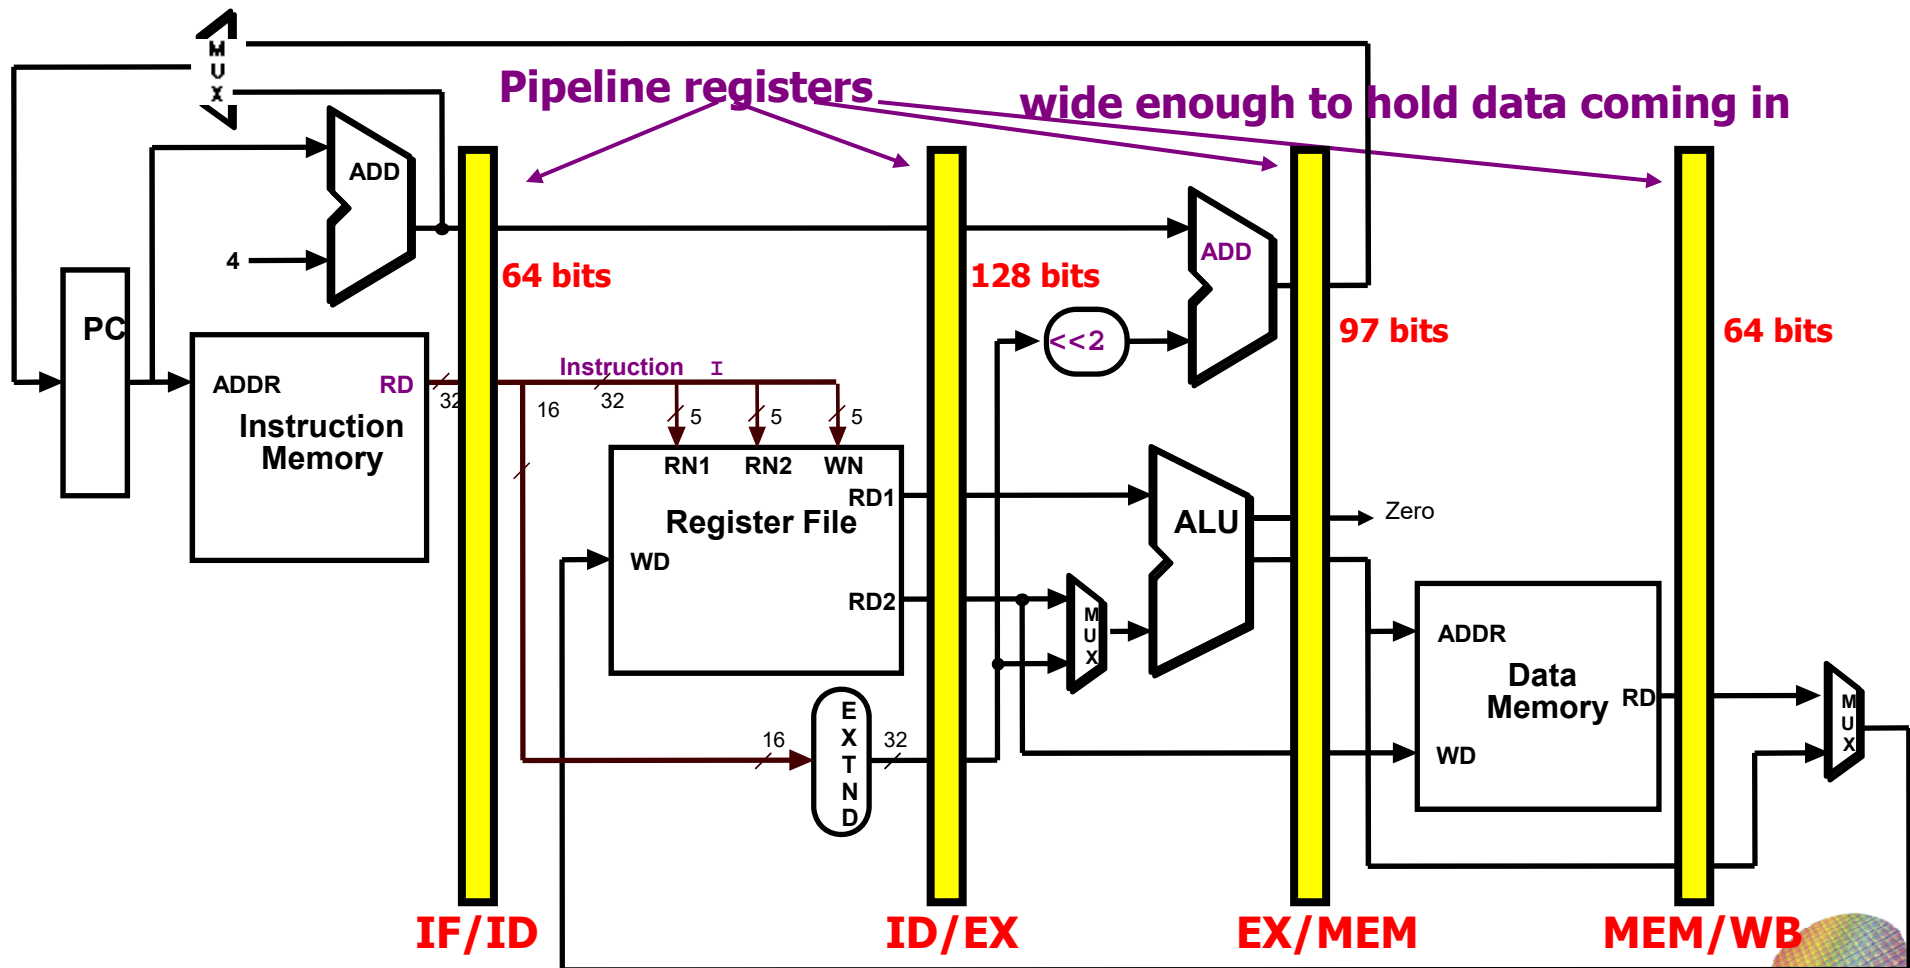 M
U
X
Pipeline registers
wide enough to hold data coming in
ADD
4
64 bits
128 bits
ADD
97 bits
64 bits
PC
<<2
Instruction I
ADDR
RD
32
16
32
5
5
5
Instruction
Memory
RN1
RN2
WN
RD1
Register File
ALU
Zero
WD
RD2
M
U
X
ADDR
Data
Memory
RD
M
U
X
E
X
T
N
D
16
32
WD
IF/ID
ID/EX
EX/MEM
MEM/WB